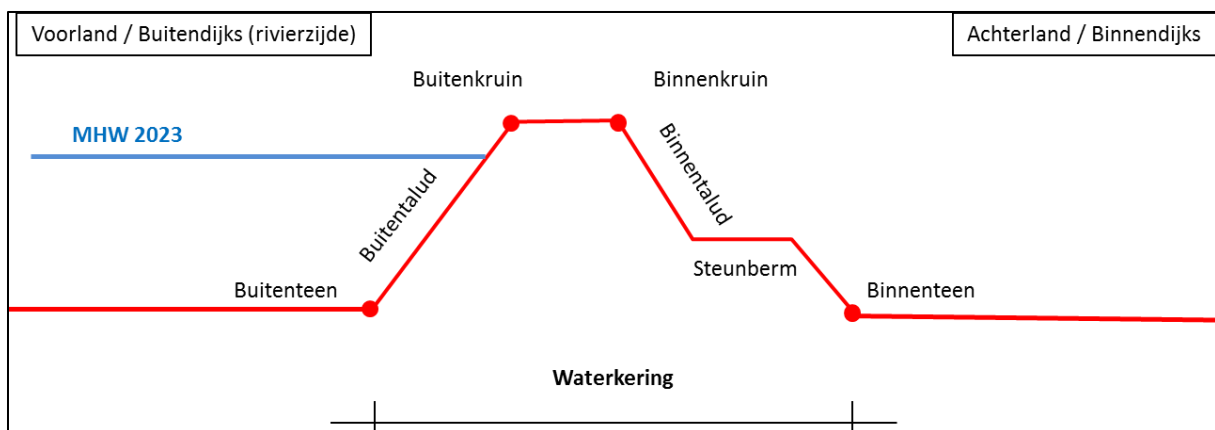 Voorland / Buitendijks (rivierzijde)
Achterland / Binnendijks
Buitenkruin
Binnenkruin
MHW 2023
Buitentalud
Binnentalud
Steunberm
Buitenteen
Binnenteen
Waterkering